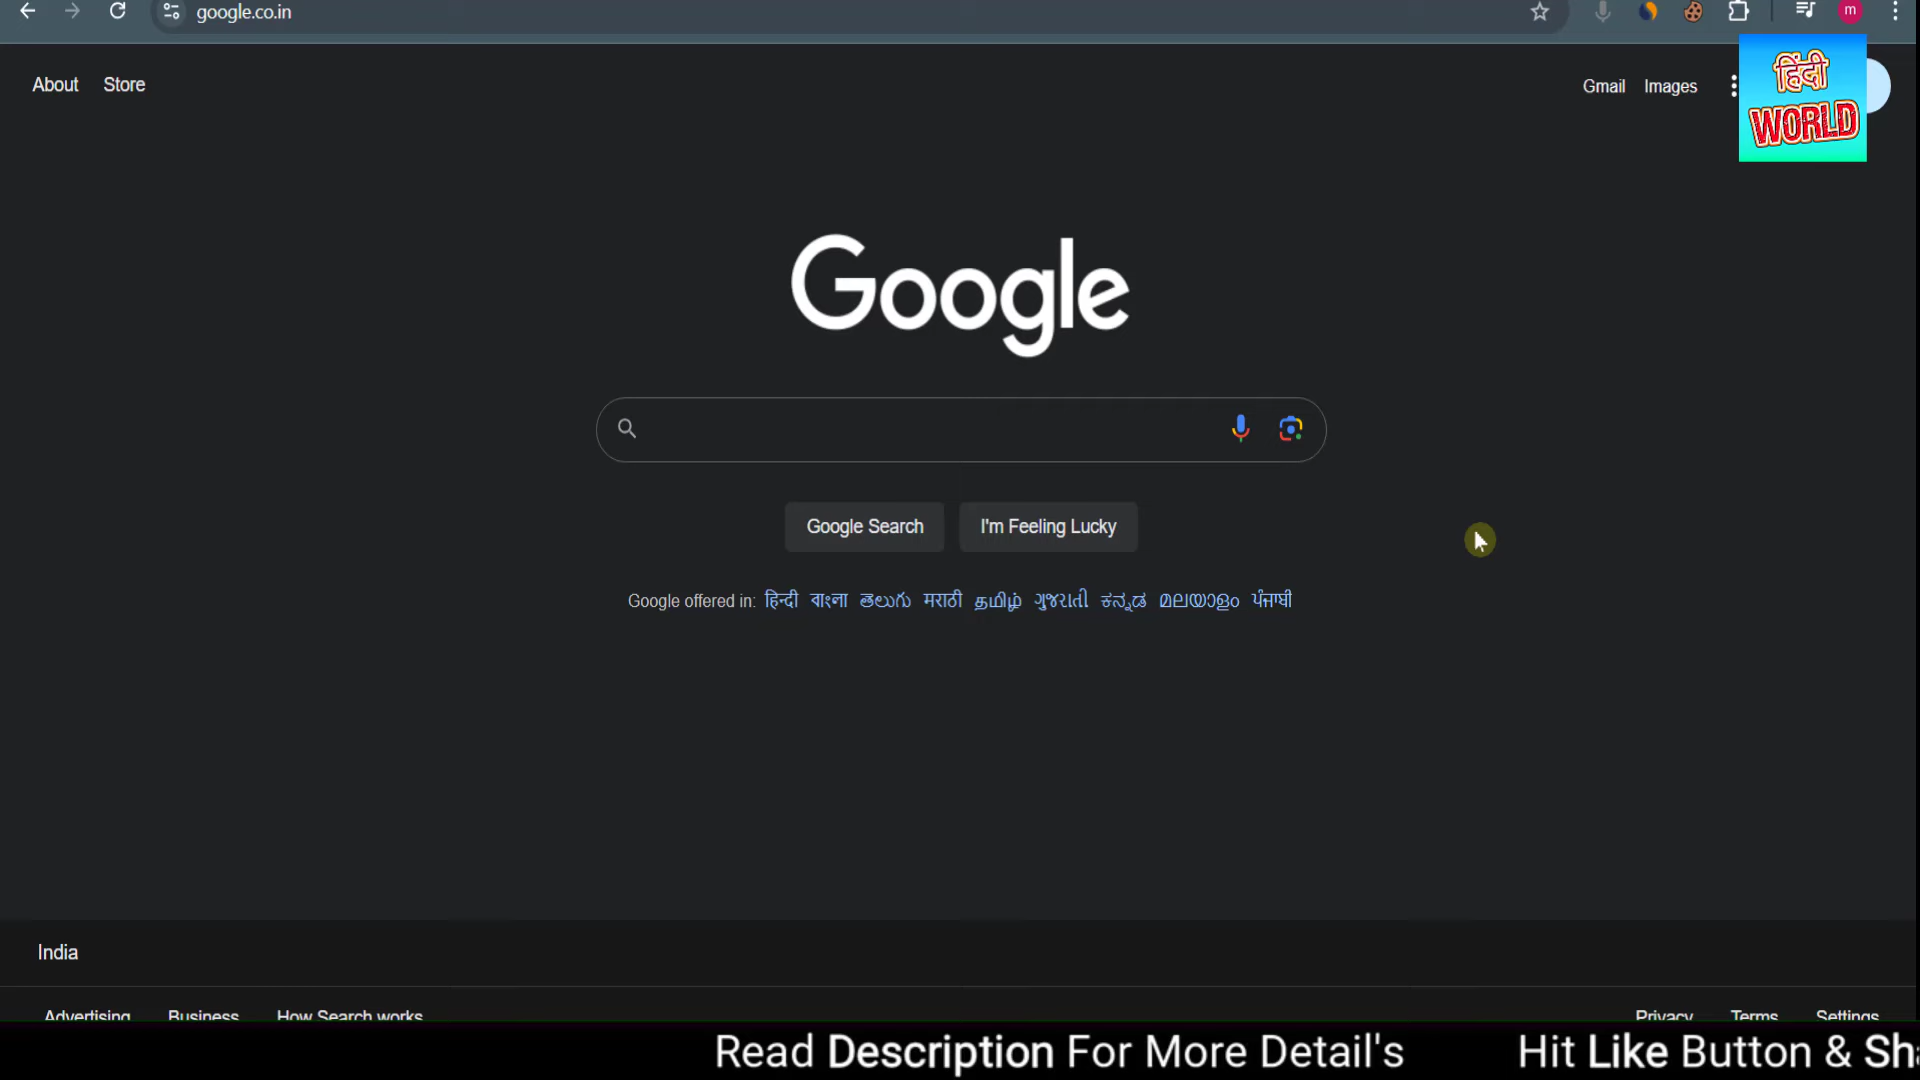 google.co.in
m
About Store
Gmail Images
हिंदी
WORLD
Google
Google Search I'm Feeling Lucky
Google offered in: हिन्दी বাংলা తెలుగు मराठी தமிழ் ગુજરાતી ಕನ್ನಡ മലയാളം ਪੰਜਾਬੀ
India
Advertising Business How Search works Privacy Terms Settings
Read Description For More Detail's Hit Like Button & Sha